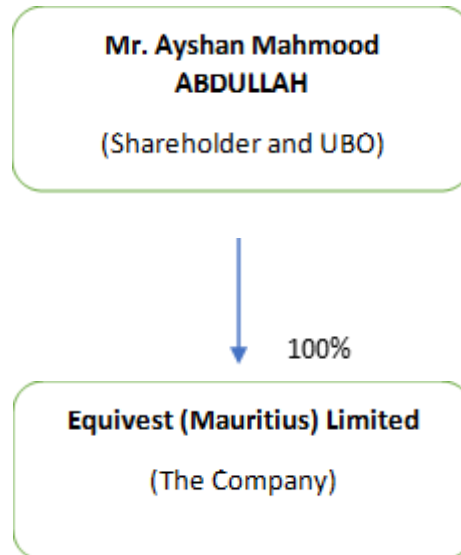 Mr. Ayshan Mahmood
ABDULLAH
(Shareholder and UBO)
100%
Equivest (Mauritius) Limited
(The Company)